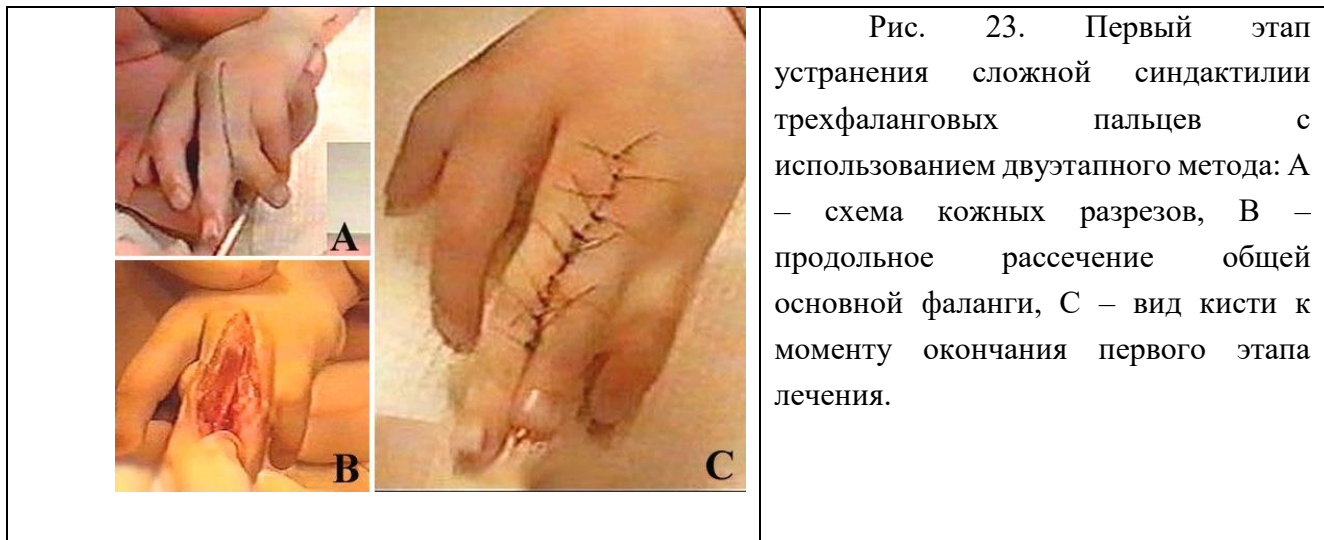 A
B
C
Рис. 23. Первый этап
устранения сложной синдактилии
трехфаланговых пальцев с
использованием двуэтапного метода: А
– схема кожных разрезов, В –
продольное рассечение общей
основной фаланги, С – вид кисти к
моменту окончания первого этапа
лечения.